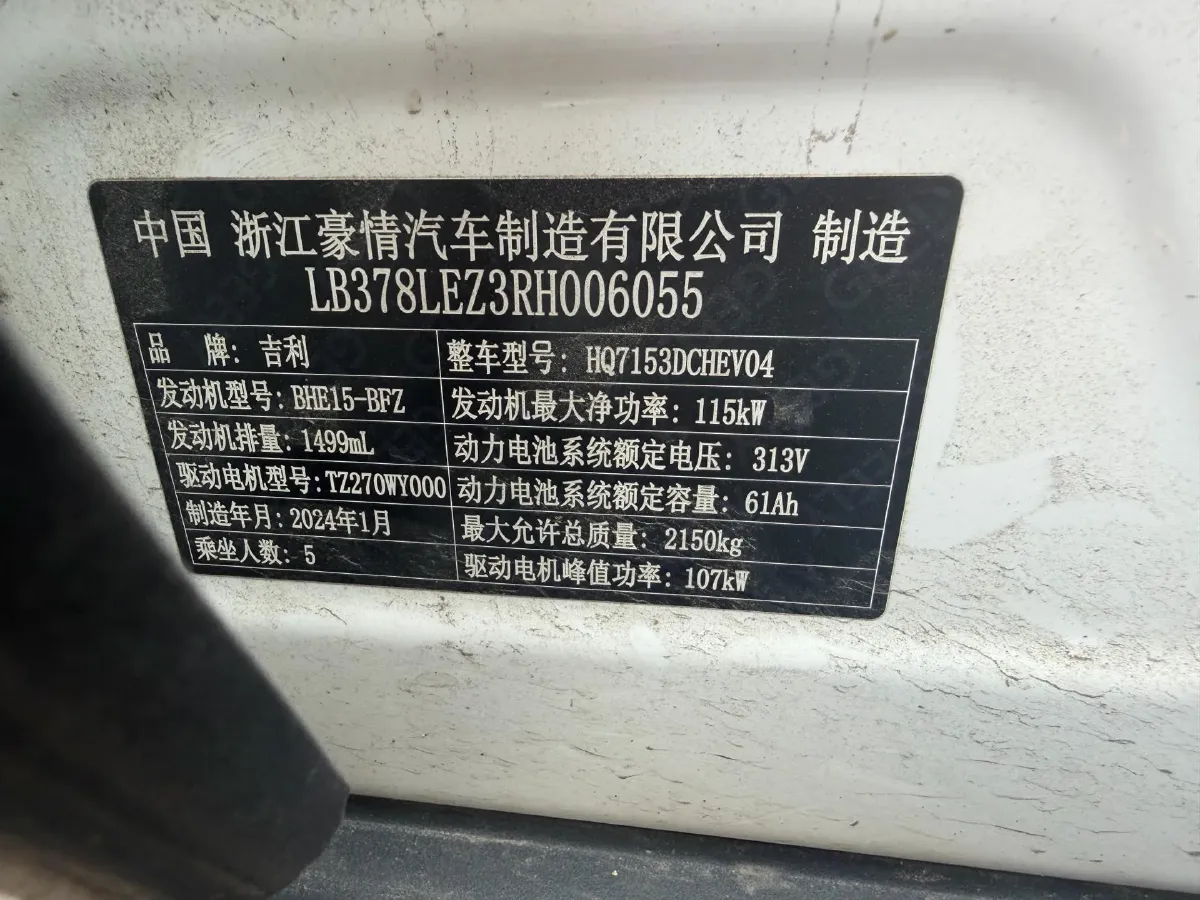 中国 浙江豪情汽车制造有限公司 制造
LB378LEZ3RH006055
品 牌: 吉利 整车型号: HQ7153DCHEV04
发动机型号: BHE15-BFZ 发动机最大净功率: 115kW
发动机排量: 1499mL 动力电池系统额定电压: 313V
驱动电机型号: TZ270WY000 动力电池系统额定容量: 61Ah
制造年月: 2024年1月 最大允许总质量: 2150kg
乘坐人数: 5 驱动电机峰值功率: 107kW